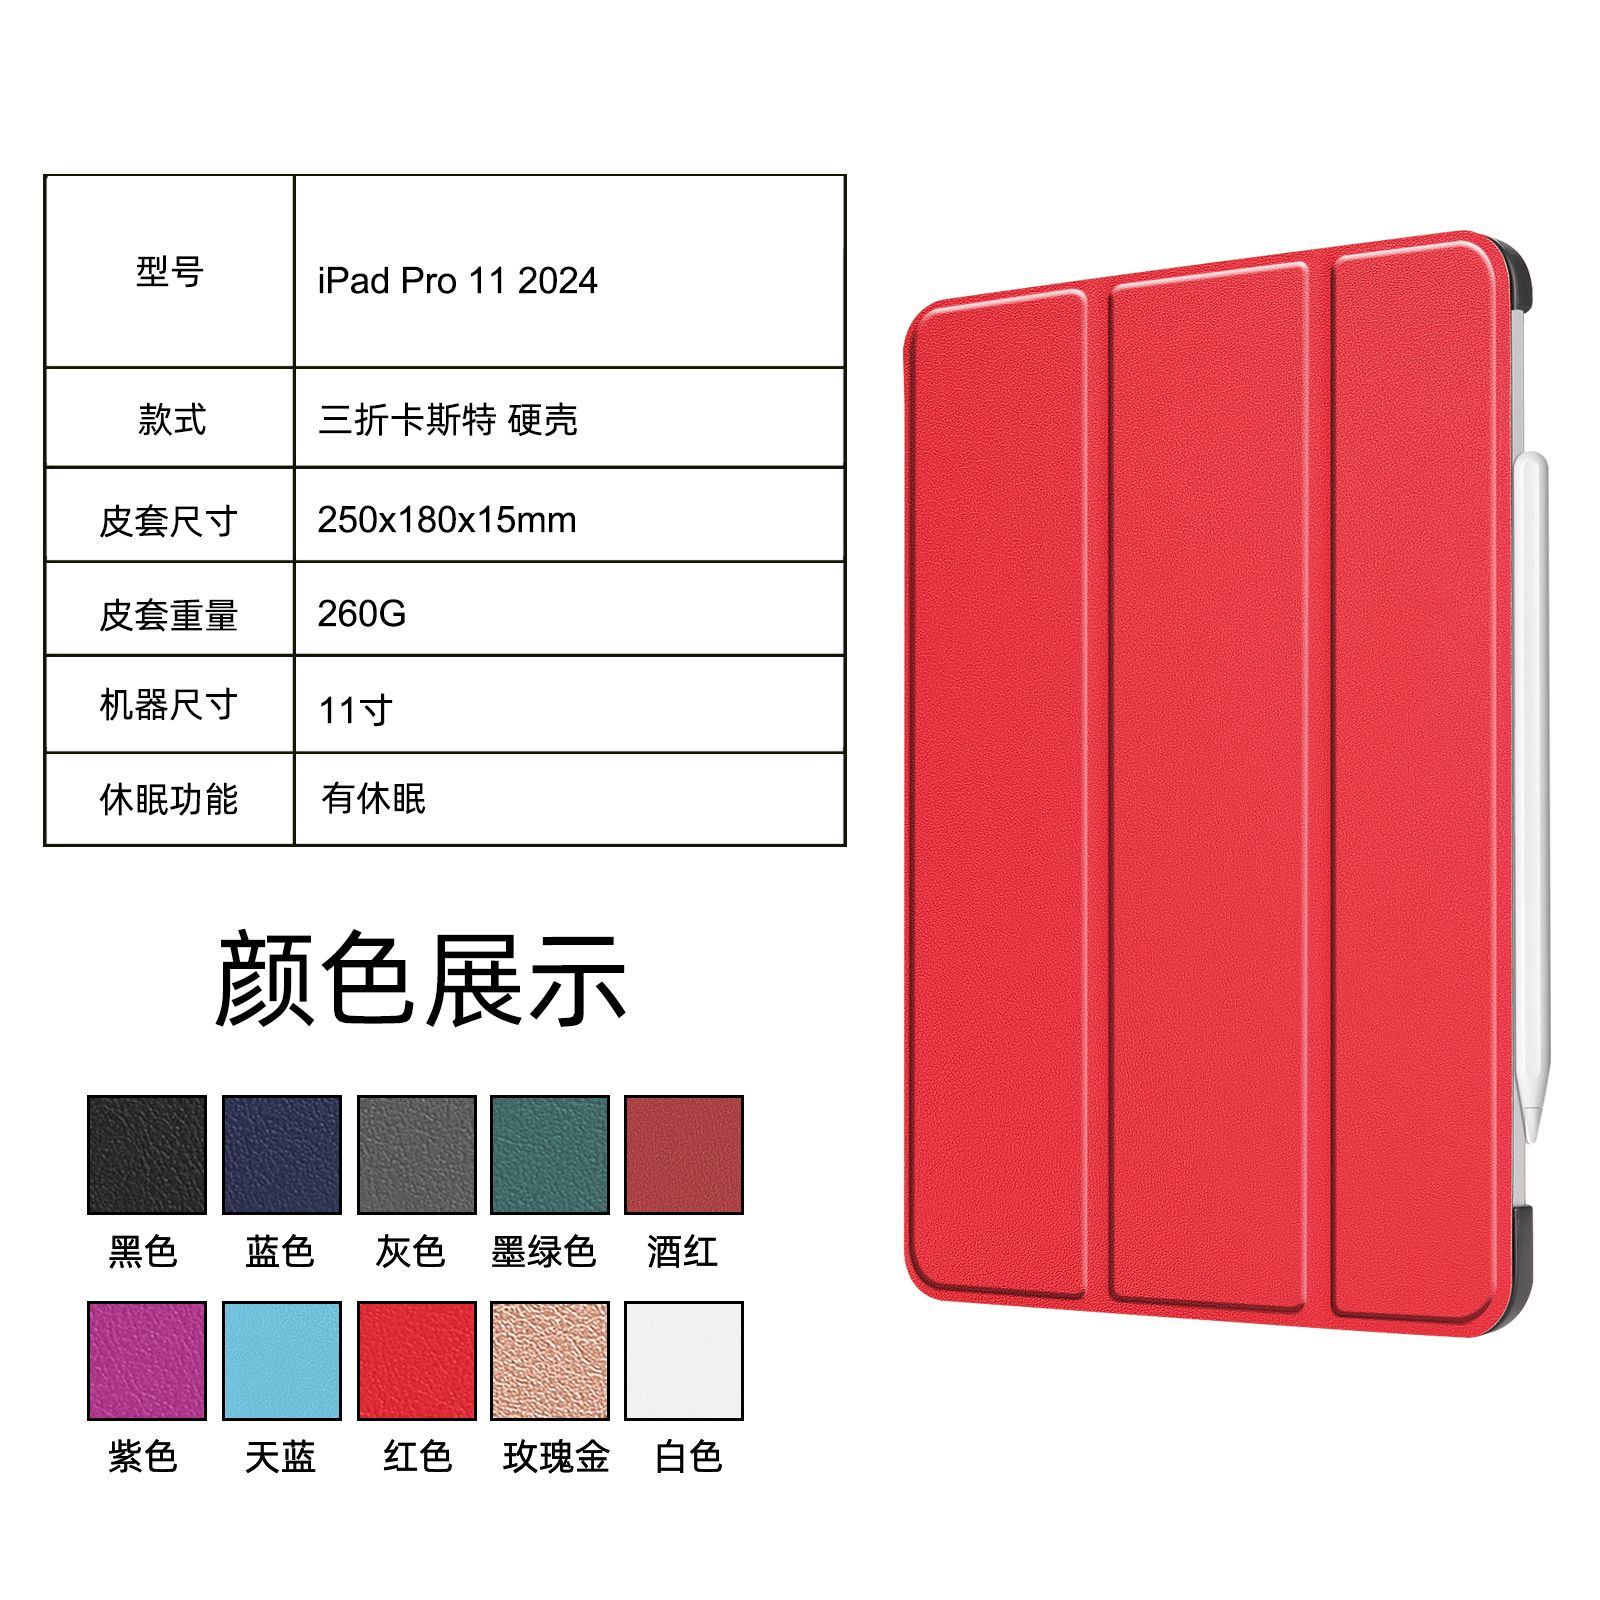 型号 iPad Pro 11 2024
款式 三折卡斯特 硬壳
皮套尺寸 250x180x15mm
皮套重量 260G
机器尺寸 11寸
休眠功能 有休眠
颜色展示
黑色 蓝色 灰色 墨绿色 酒红
紫色 天蓝 红色 玫瑰金 白色